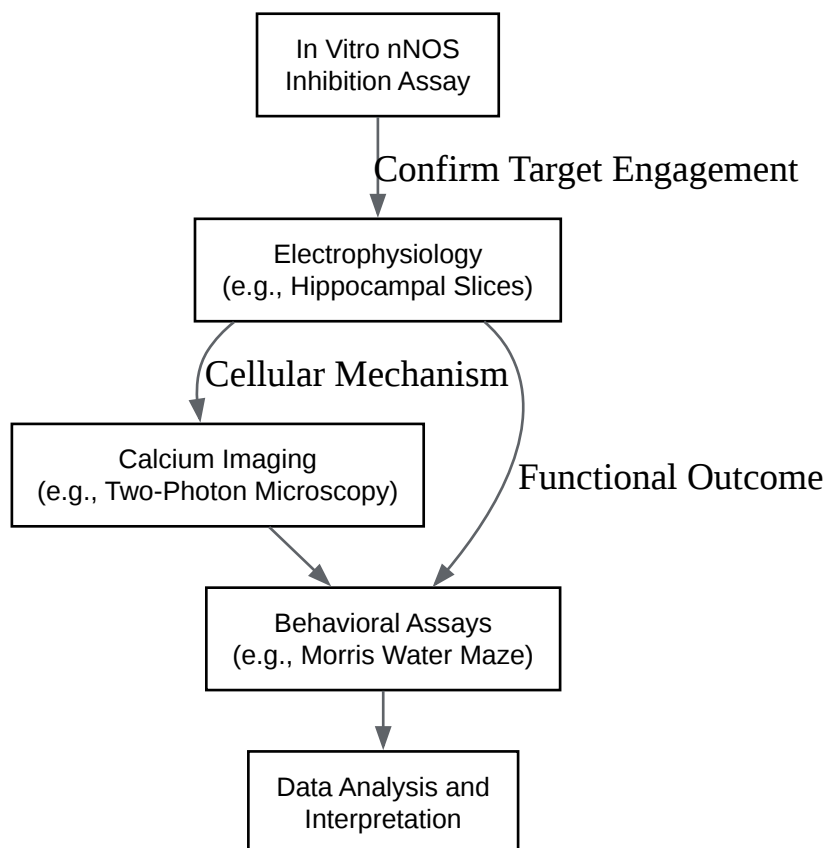 In Vitro nNOS
Inhibition Assay
Confirm Target Engagement
Electrophysiology
(e.g., Hippocampal Slices)
Cellular Mechanism
Calcium Imaging
(e.g., Two-Photon Microscopy)
Functional Outcome
Behavioral Assays
(e.g., Morris Water Maze)
Data Analysis and
Interpretation